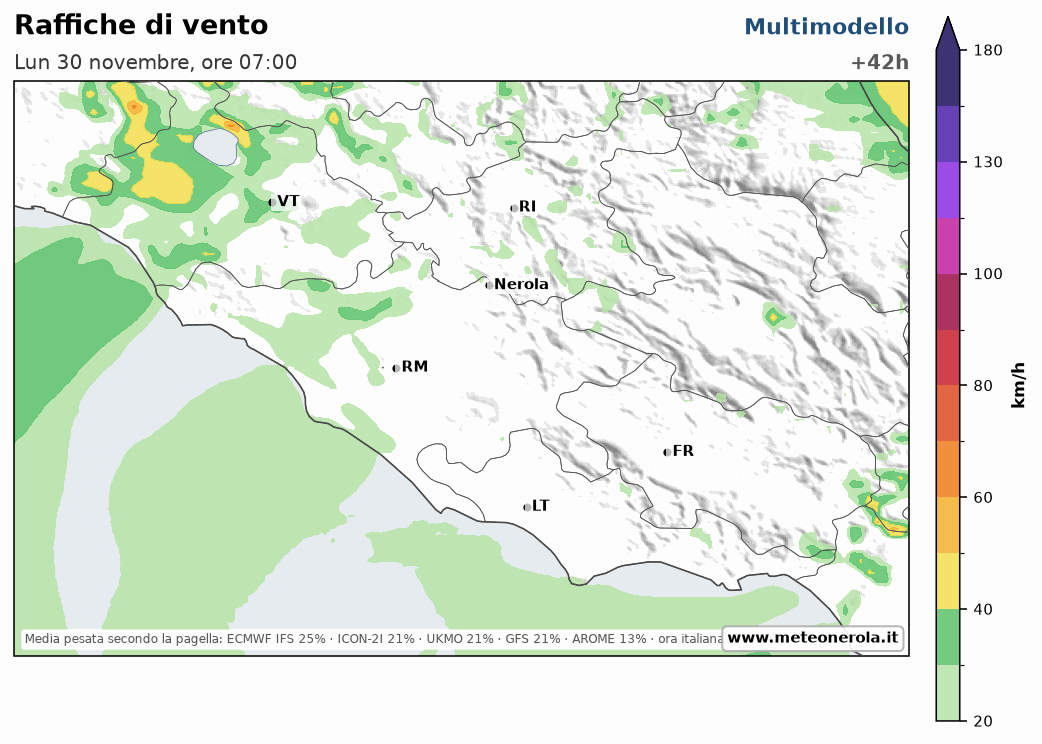 Raffiche di vento
Multimodello
Lun 30 novembre, ore 07:00
+42h
VT
RI
Nerola
RM
FR
LT
Media pesata secondo la pagella: ECMWF IFS 25% · ICON-2I 21% · UKMO 21% · GFS 21% · AROME 13% · ora italiana
www.meteonerola.it
180
130
100
80
60
40
20
km/h